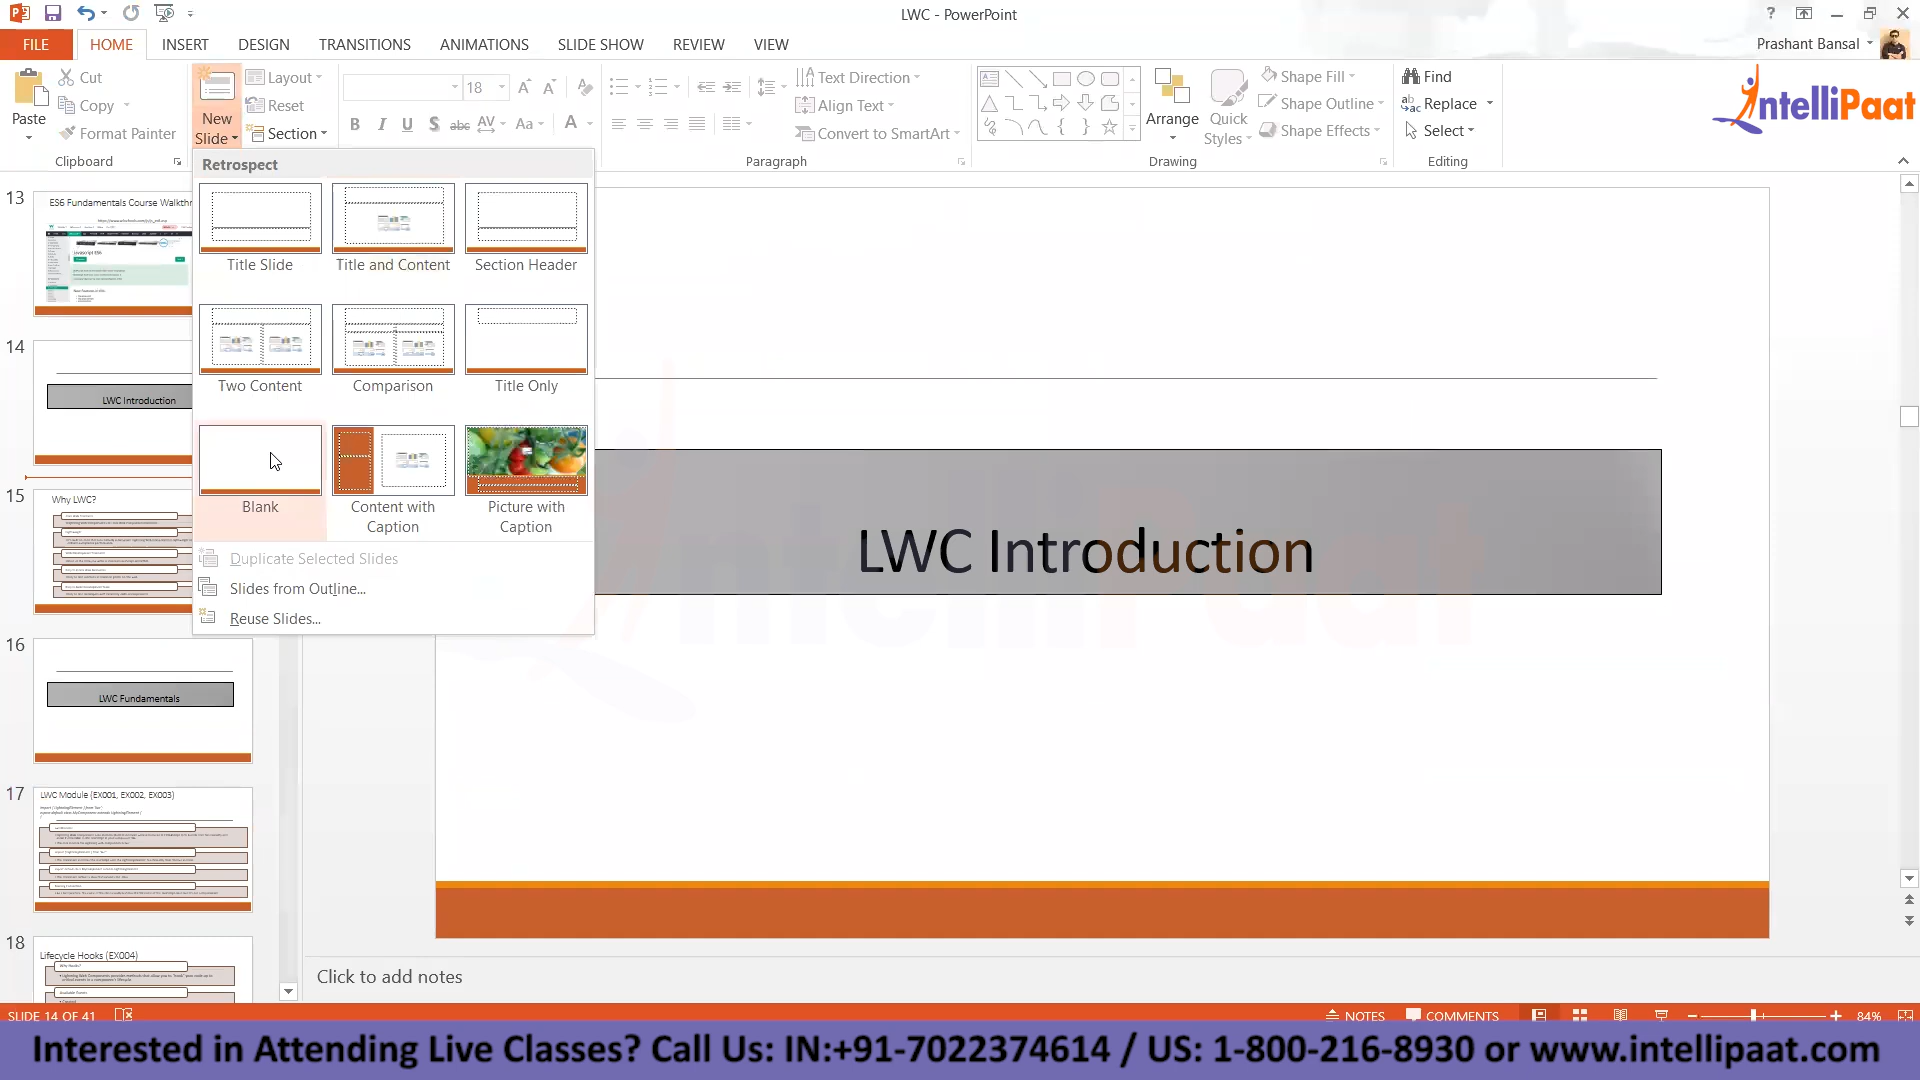 LWC - PowerPoint
?
FILE HOME INSERT DESIGN TRANSITIONS ANIMATIONS SLIDE SHOW REVIEW VIEW
Prashant Bansal
Paste
Cut
Copy
Format Painter
Clipboard
New
Slide
Layout
Reset
Section
18
B I U S abc AV Aa A
Text Direction
Align Text
Convert to SmartArt
Paragraph
Arrange
Quick
Styles
Shape Fill
Shape Outline
Shape Effects
Drawing
Find
Replace
Select
Editing
IntelliPaat
Retrospect
Title Slide
Title and Content
Section Header
Two Content
Comparison
Title Only
Blank
Content with
Caption
Picture with
Caption
Duplicate Selected Slides
Slides from Outline...
Reuse Slides...
13
ES6 Fundamentals Course Walkthr
14
LWC Introduction
15
Why LWC?
16
LWC Fundamentals
17
LWC Module (EX001, EX002, EX003)
18
Lifecycle Hooks (EX004)
Why Hooks?
LWC Introduction
Click to add notes
SLIDE 14 OF 41
NOTES
COMMENTS
84%
Interested in Attending Live Classes? Call Us: IN:+91-7022374614 / US: 1-800-216-8930 or www.intellipaat.com